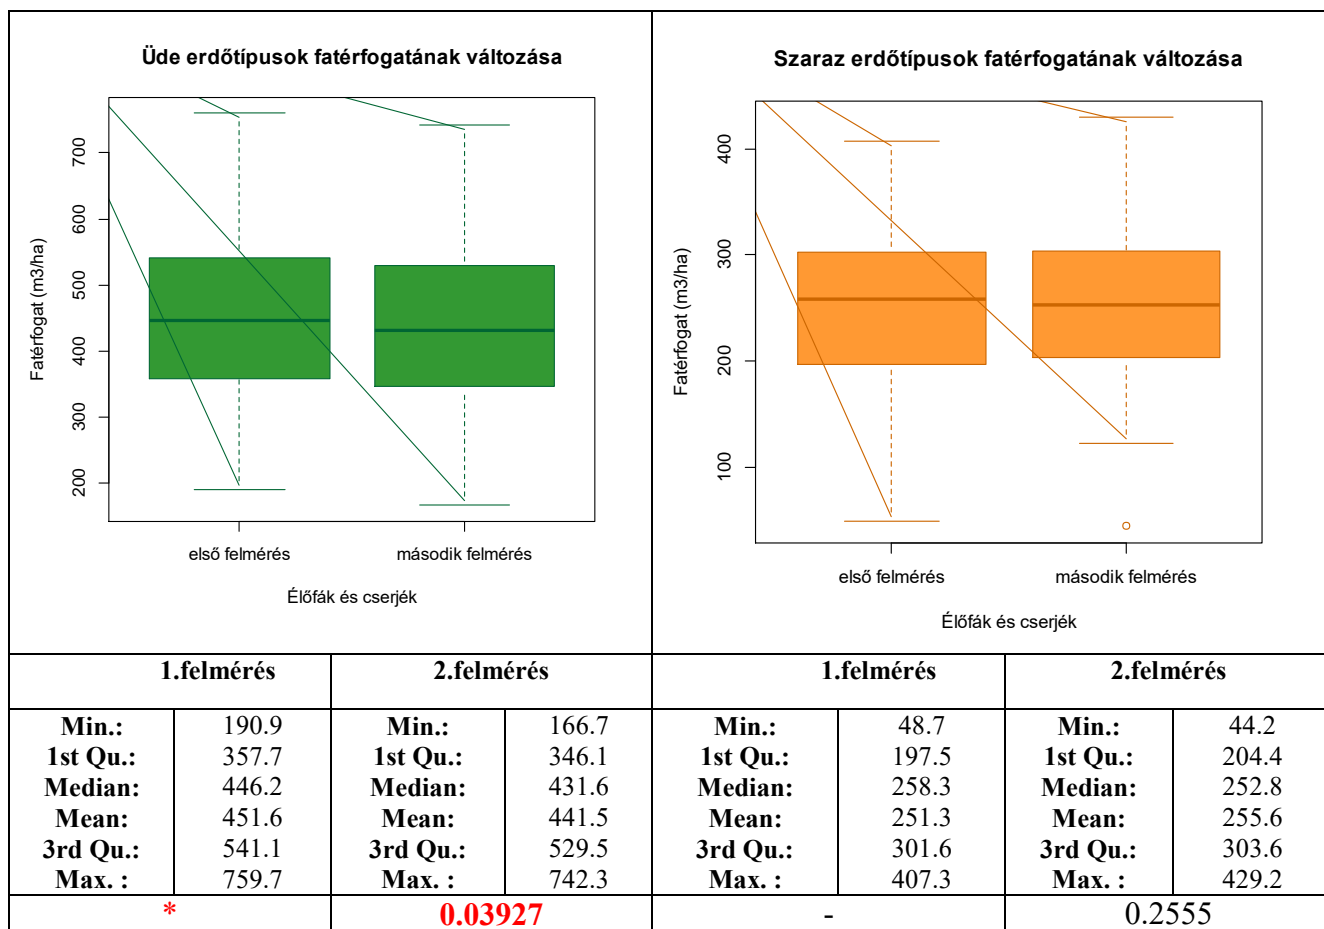 Üde erdőtípusok fatérfogatának változása
Fatérfogat (m3/ha)
700
600
500
400
300
200
első felmérés második felmérés
Élőfák és cserjék
Szaraz erdőtípusok fatérfogatának változása
Fatérfogat (m3/ha)
400
300
200
100
első felmérés második felmérés
Élőfák és cserjék
1.felmérés 2.felmérés 1.felmérés 2.felmérés
Min.: 190.9 Min.: 166.7 Min.: 48.7 Min.: 44.2
1st Qu.: 357.7 1st Qu.: 346.1 1st Qu.: 197.5 1st Qu.: 204.4
Median: 446.2 Median: 431.6 Median: 258.3 Median: 252.8
Mean: 451.6 Mean: 441.5 Mean: 251.3 Mean: 255.6
3rd Qu.: 541.1 3rd Qu.: 529.5 3rd Qu.: 301.6 3rd Qu.: 303.6
Max. : 759.7 Max. : 742.3 Max. : 407.3 Max. : 429.2
* 0.03927 - 0.2555